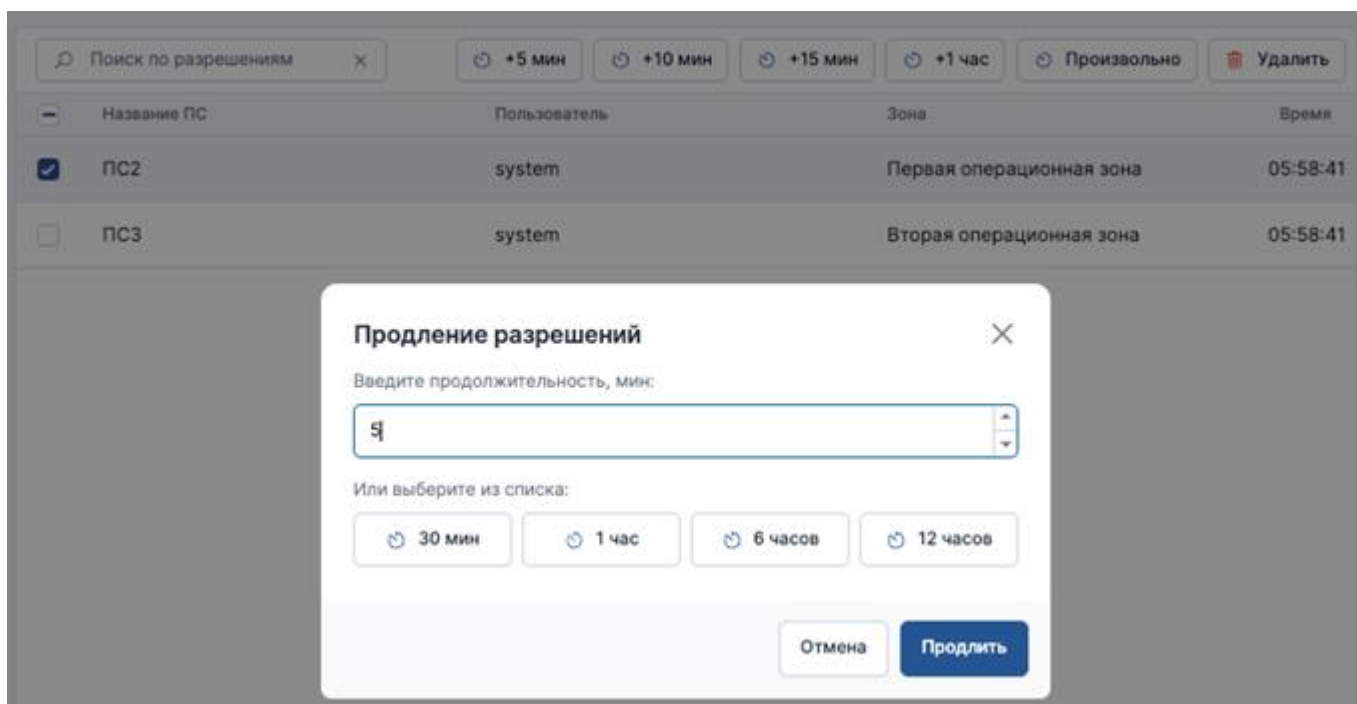 Поиск по разрешениям +5 мин +10 мин +15 мин +1 час Произвольно Удалить
Название ПС Пользователь Зона Время
ПС2 system Первая операционная зона 05:58:41
ПС3 system Вторая операционная зона 05:58:41
Продление разрешений
Введите продолжительность, мин:
5
Или выберите из списка:
30 мин 1 час 6 часов 12 часов
Отмена Продлить